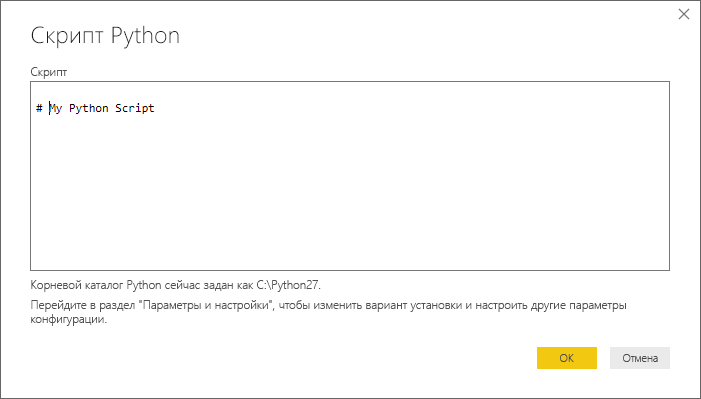 Скрипт Python
Скрипт
# My Python Script
Корневой каталог Python сейчас задан как C:\Python27.
Перейдите в раздел "Параметры и настройки", чтобы изменить вариант установки и настроить другие параметры
конфигурации.
ОК
Отмена